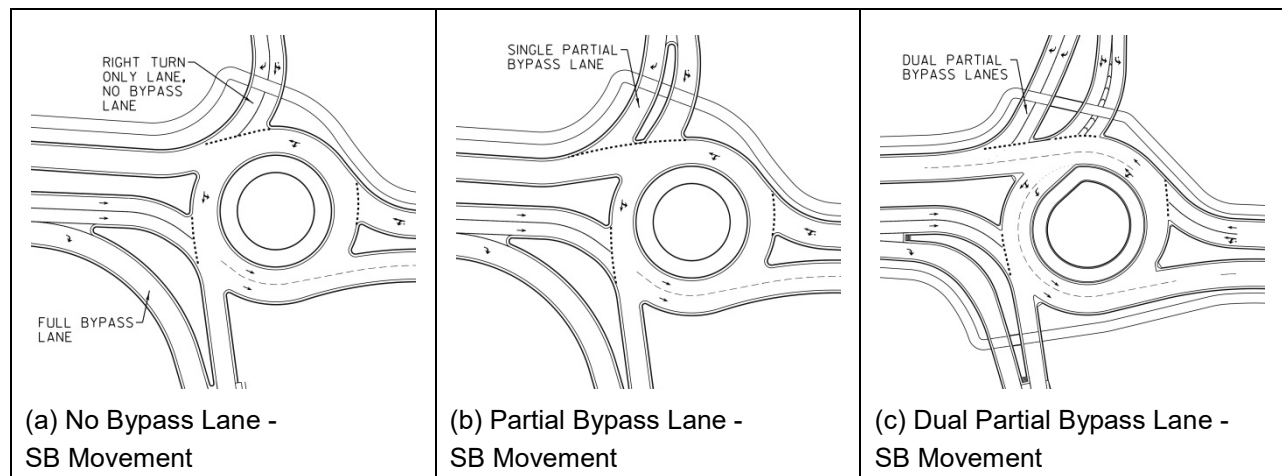 RIGHT TURN
ONLY LANE,
NO BYPASS
LANE
FULL BYPASS
LANE
(a) No Bypass Lane -
SB Movement
SINGLE PARTIAL
BYPASS LANE
(b) Partial Bypass Lane -
SB Movement
DUAL PARTIAL
BYPASS LANES
(c) Dual Partial Bypass Lane -
SB Movement